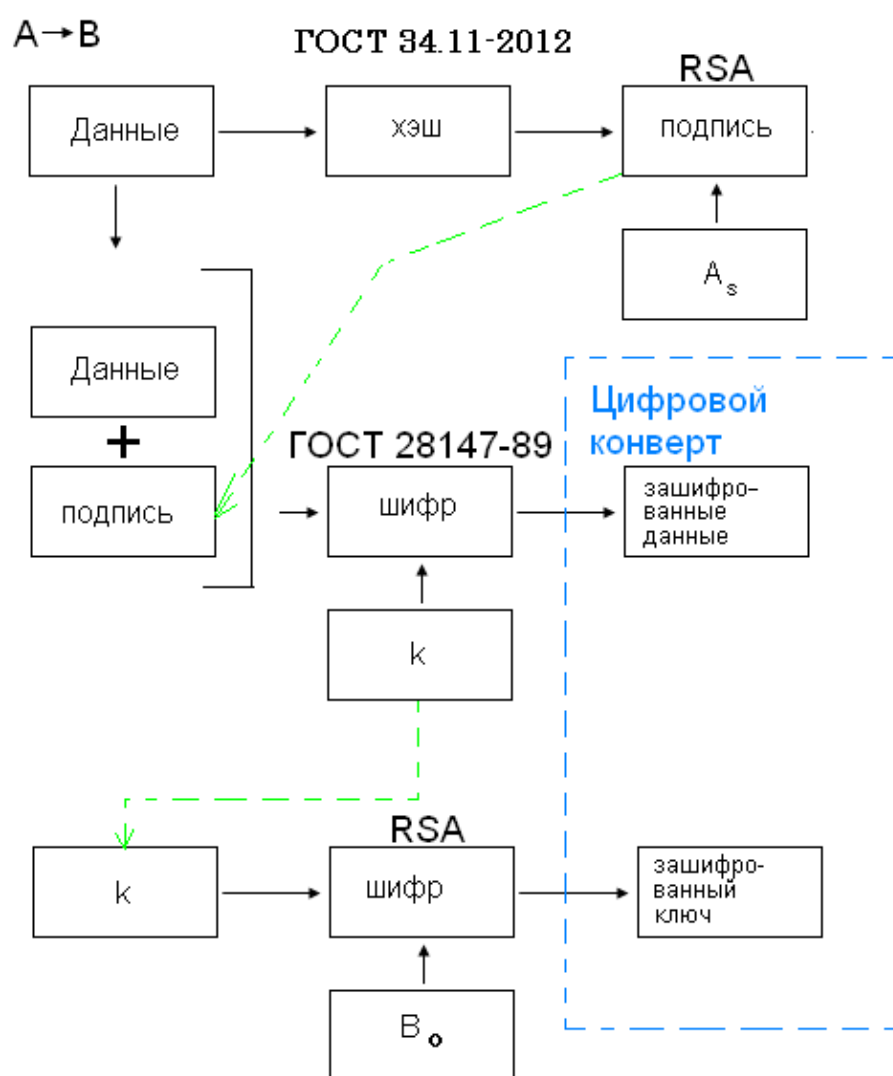 A→B
ГОСТ 34.11-2012
RSA
Данные
хэш
подпись
A s
Данные
+
подпись
Цифровой
конверт
ГОСТ 28147-89
шифр
зашифро-
ванные
данные
k
RSA
k
шифр
зашифро-
ванный
ключ
B o